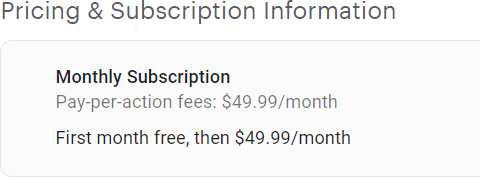 Pricing & Subscription Information
Monthly Subscription
Pay-per-action fees: $49.99/month
First month free, then $49.99/month